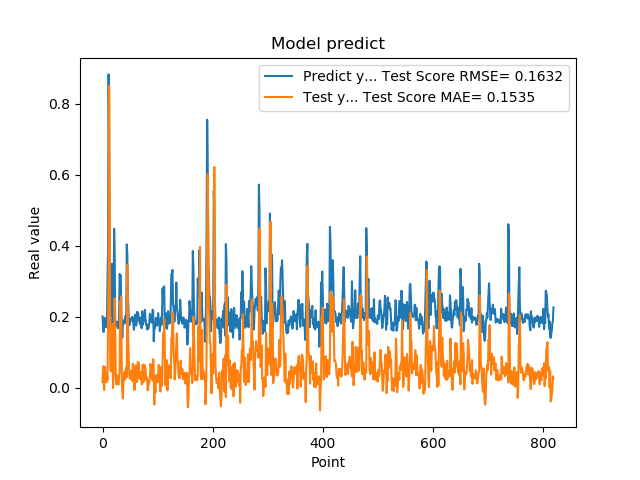 Model predict
Predict y... Test Score RMSE= 0.1632
Test y... Test Score MAE= 0.1535
Real value
0.8
0.6
0.4
0.2
0.0
0 200 400 600 800
Point